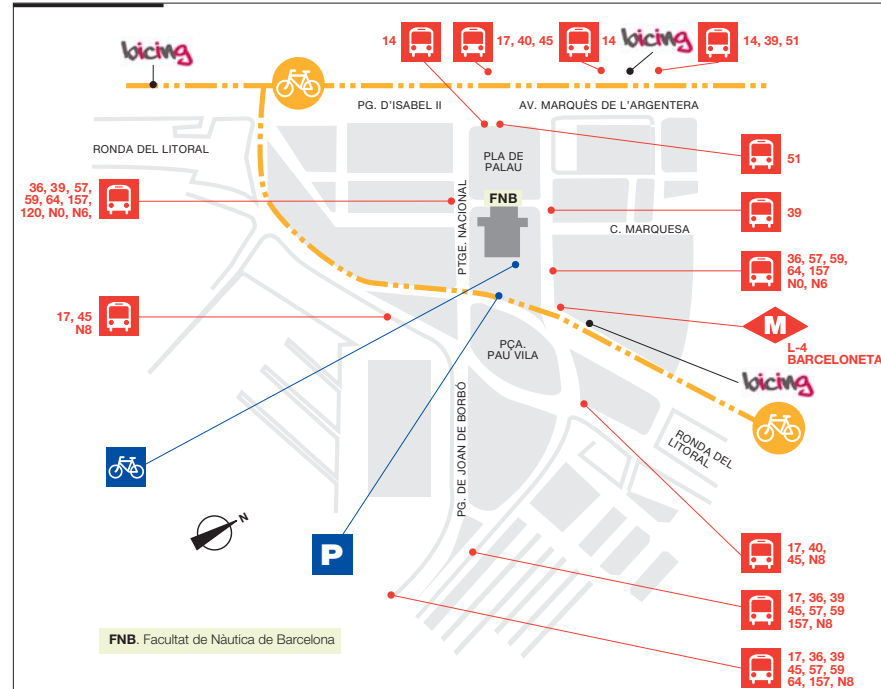 bicing
14
17, 40, 45
14
bicing
14, 39, 51
PG. D'ISABEL II
AV. MARQUÈS DE L'ARGENTERA
RONDA DEL LITORAL
PLA DE
PALAU
51
36, 39, 57,
59, 64, 157,
120, N0, N6,
PTGE. NACIONAL
FNB
39
C. MARQUESA
36, 57, 59,
64, 157
N0, N6
17, 45
N8
M
L-4
BARCELONETA
PÇA.
PAU VILA
bicing
PG. DE JOAN DE BORBÓ
RONDA DEL
LITORAL
N
P
17, 40,
45, N8
17, 36, 39
45, 57, 59
157, N8
FNB. Facultat de Nàutica de Barcelona
17, 36, 39
45, 57, 59
64, 157, N8